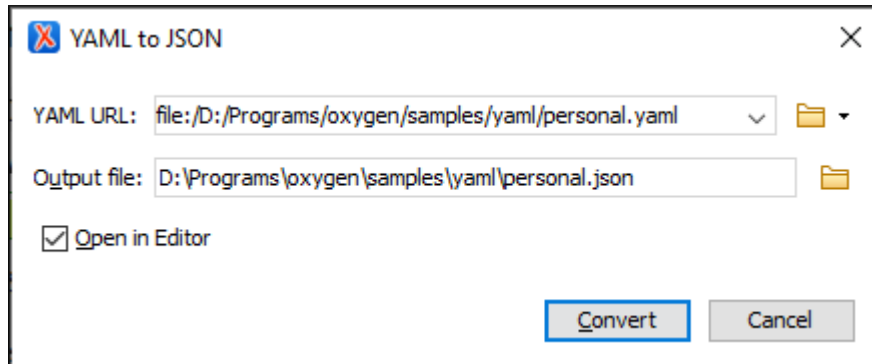 YAML to JSON
YAML URL: file:/D:/Programs/oxygen/samples/yaml/personal.yaml
Output file: D:\Programs\oxygen\samples\yaml\personal.json
Open in Editor
Convert Cancel